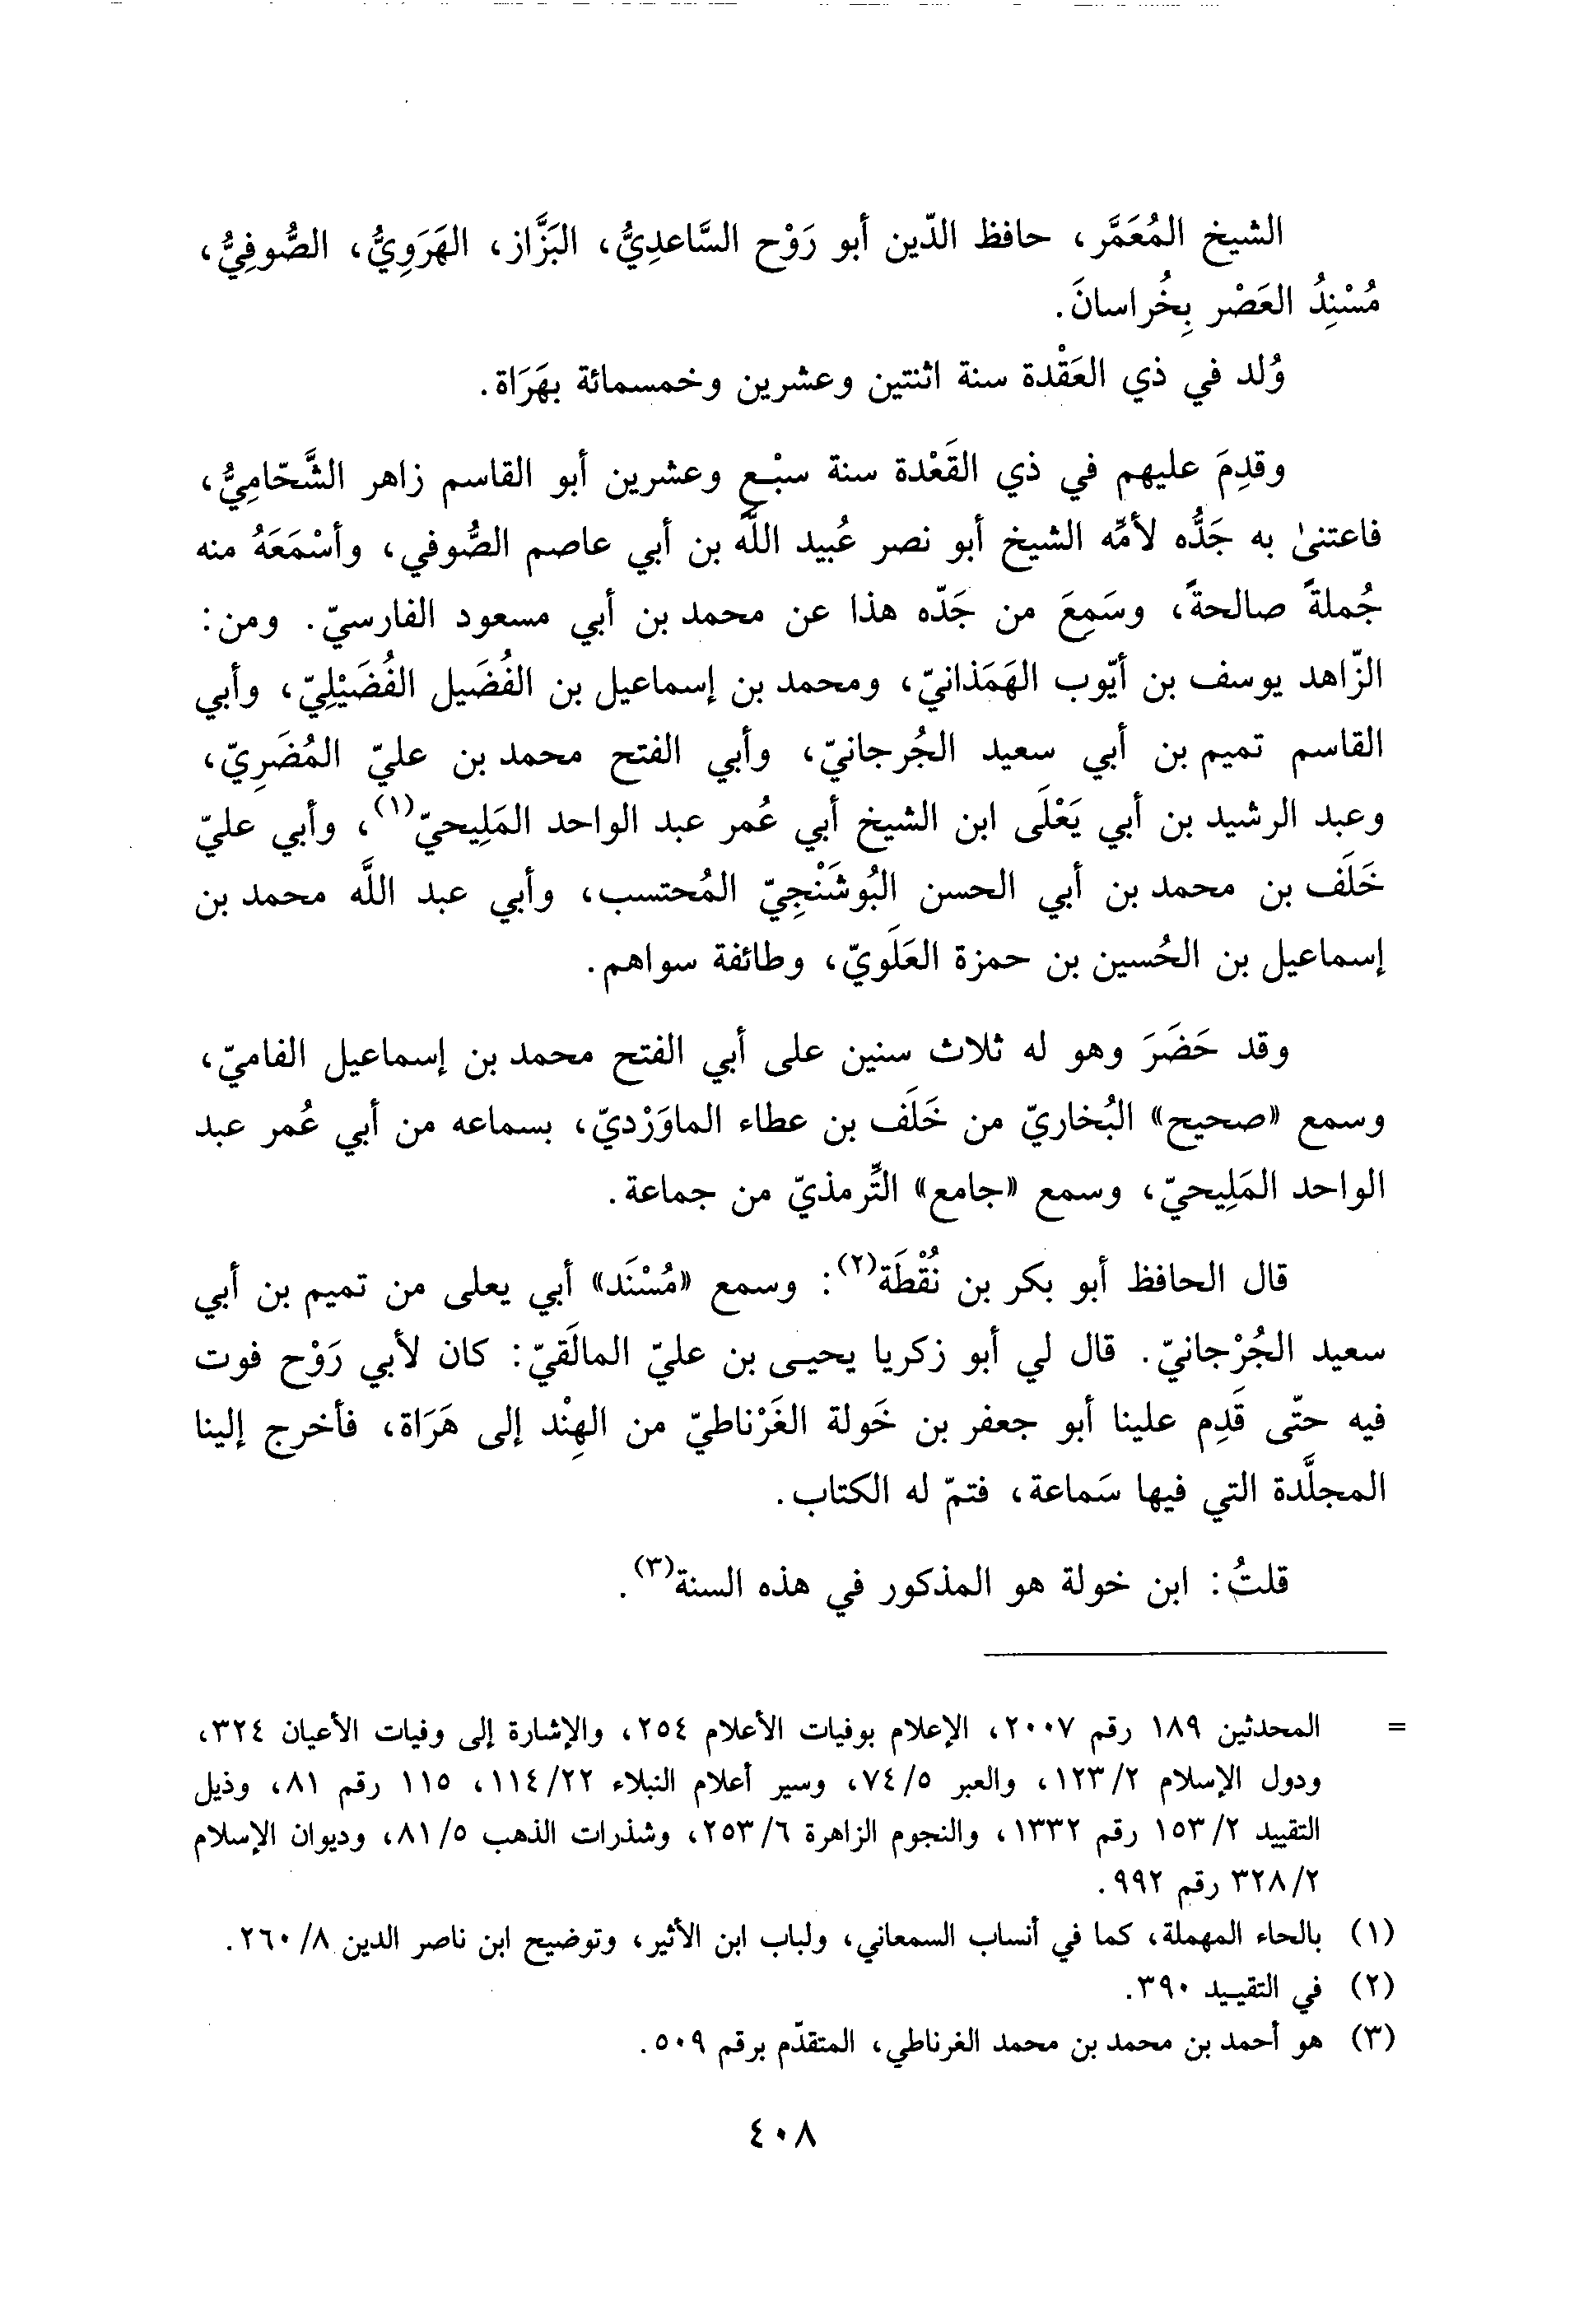 الشيخ المُعَمَّر، حافظ الدّين أبو رَوْح السَّاعدِيُّ، البَزَّاز، الهَرَوِيُّ، الصُّوفِيُّ،
مُسْنِدُ العَصْر بِخُراسانَ.
وُلد في ذي العَقْدة سنة اثنتين وعشرين وخمسمائة بهَرَاة.
وقدِمَ عليهم في ذي القَعْدة سنة سبْعٍ وعشرين أبو القاسم زاهر الشَّحّامِيُّ،
فاعتنىٰ به جَدُّه لأمِّه الشيخ أبو نصر عُبيد اللَّه بن أبي عاصم الصُّوفي، وأسْمَعَهُ منه
جُملةً صالحةً، وسَمِعَ من جَدّه هذا عن محمد بن أبي مسعود الفارسيّ. ومن:
الزّاهد يوسف بن أيّوب الهَمَذانيّ، ومحمد بن إسماعيل بن الفُضَيل الفُضَيْلِيّ، وأبي
القاسم تميم بن أبي سعيد الجُرجانيّ، وأبي الفتح محمد بن عليّ المُضَرِيّ،
وعبد الرشيد بن أبي يَعْلَى ابن الشيخ أبي عُمر عبد الواحد المَلِيحيّ(١)، وأبي عليّ
خَلَف بن محمد بن أبي الحسن البُوشَنْجِيّ المُحتسب، وأبي عبد اللَّه محمد بن
إسماعيل بن الحُسين بن حمزة العَلَويّ، وطائفة سواهم.
وقد حَضَرَ وهو له ثلاث سنين على أبي الفتح محمد بن إسماعيل الفاميّ،
وسمع «صحيح» البُخاريّ من خَلَف بن عطاء الماوَرْديّ، بسماعه من أبي عُمر عبد
الواحد المَلِيحيّ، وسمع «جامع» التِّرمذيّ من جماعة.
قال الحافظ أبو بكر بن نُقْطَة(٢): وسمع «مُسْنَد» أبي يعلى من تميم بن أبي
سعيد الجُرْجانيّ. قال لي أبو زكريا يحيى بن عليّ المالَقيّ: كان لأبي رَوْح فوت
فيه حتّى قَدِم علينا أبو جعفر بن خَولة الغَرْناطيّ من الهِنْد إلى هَرَاة، فأخرج إلينا
المجلَّدة التي فيها سَماعة، فتمّ له الكتاب.
قلتُ: ابن خولة هو المذكور في هذه السنة(٣).
= المحدثين ١٨٩ رقم ٢٠٠٧، الإعلام بوفيات الأعلام ٢٥٤، والإشارة إلى وفيات الأعيان ٣٢٤،
ودول الإسلام ١٢٣/٢، والعبر ٧٤/٥، وسير أعلام النبلاء ١١٤/٢٢، ١١٥ رقم ٨١، وذيل
التقييد ١٥٣/٢ رقم ١٣٣٢، والنجوم الزاهرة ٢٥٣/٦، وشذرات الذهب ٨١/٥، وديوان الإسلام
٣٢٨/٢ رقم ٩٩٢.
(١) بالحاء المهملة، كما في أنساب السمعاني، ولباب ابن الأثير، وتوضيح ابن ناصر الدين ٢٦٠/٨.
(٢) في التقييد ٣٩٠.
(٣) هو أحمد بن محمد بن محمد الغرناطي، المتقدّم برقم ٥٠٩.
٤٠٨